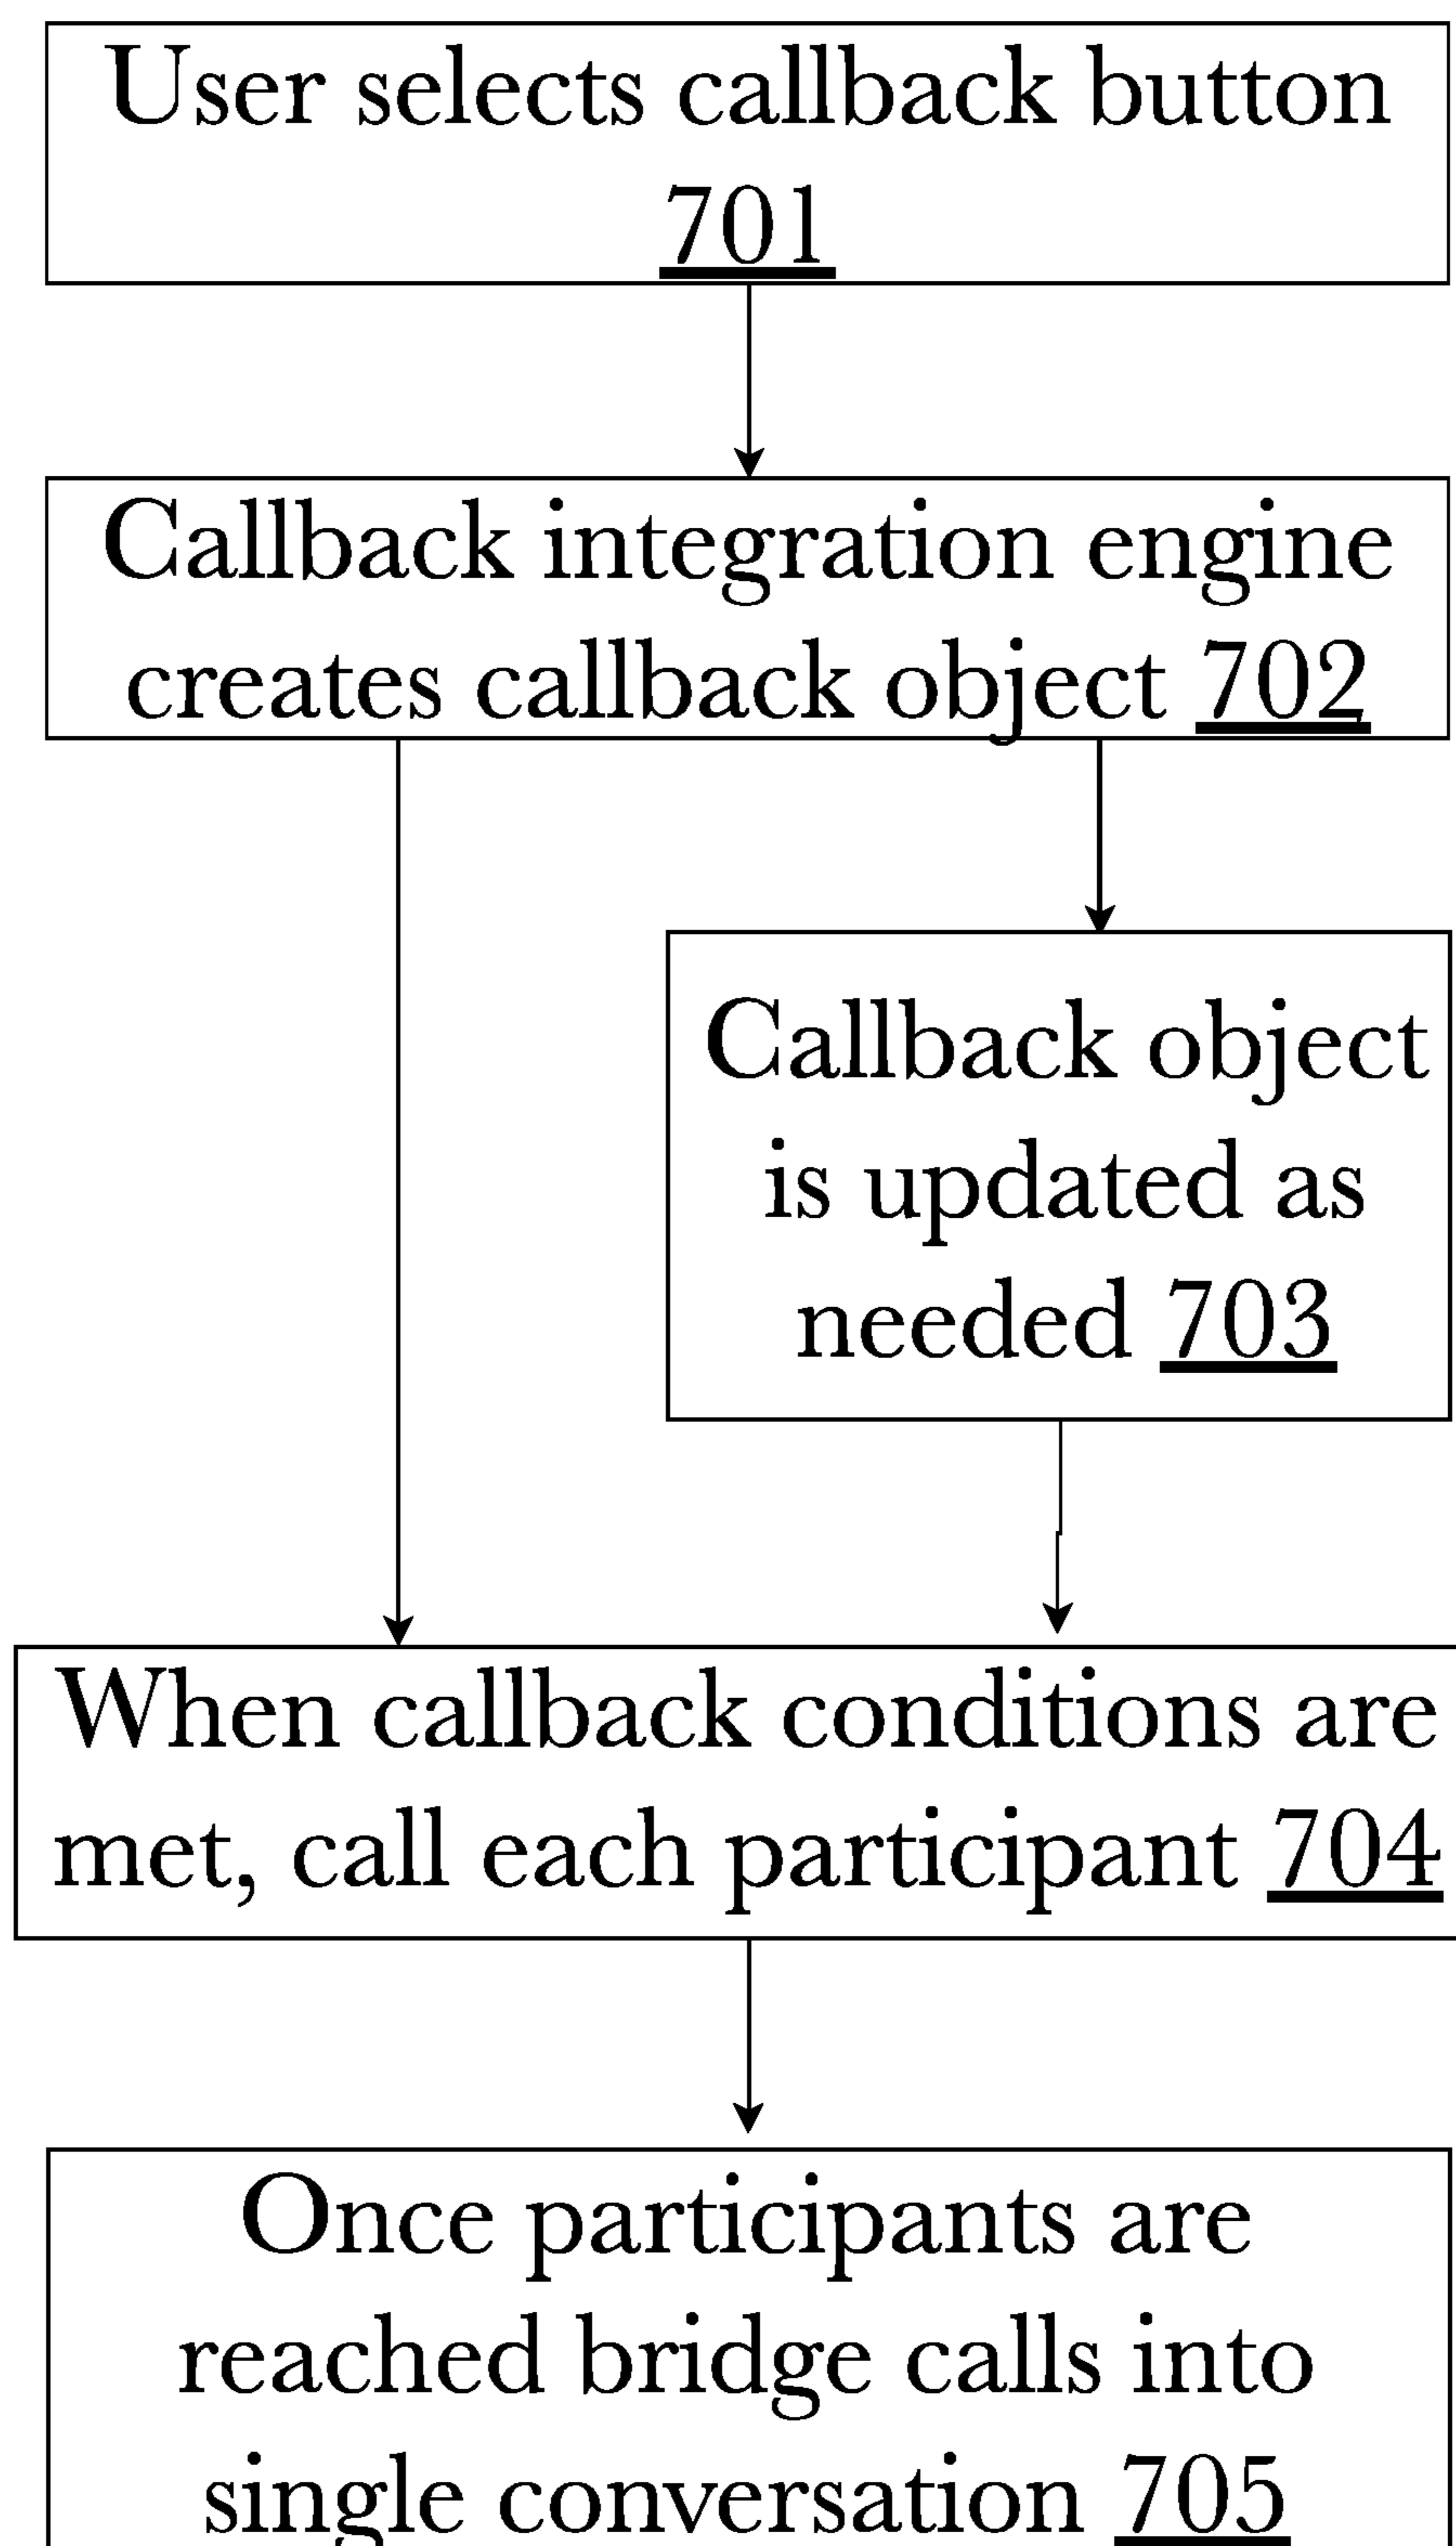 User selects callback button
701
Callback integration engine
creates callback object 702
Callback object
is updated as
needed 703
When callback conditions are
met, call each participant 704
Once participants are
reached bridge calls into
single conversation 705